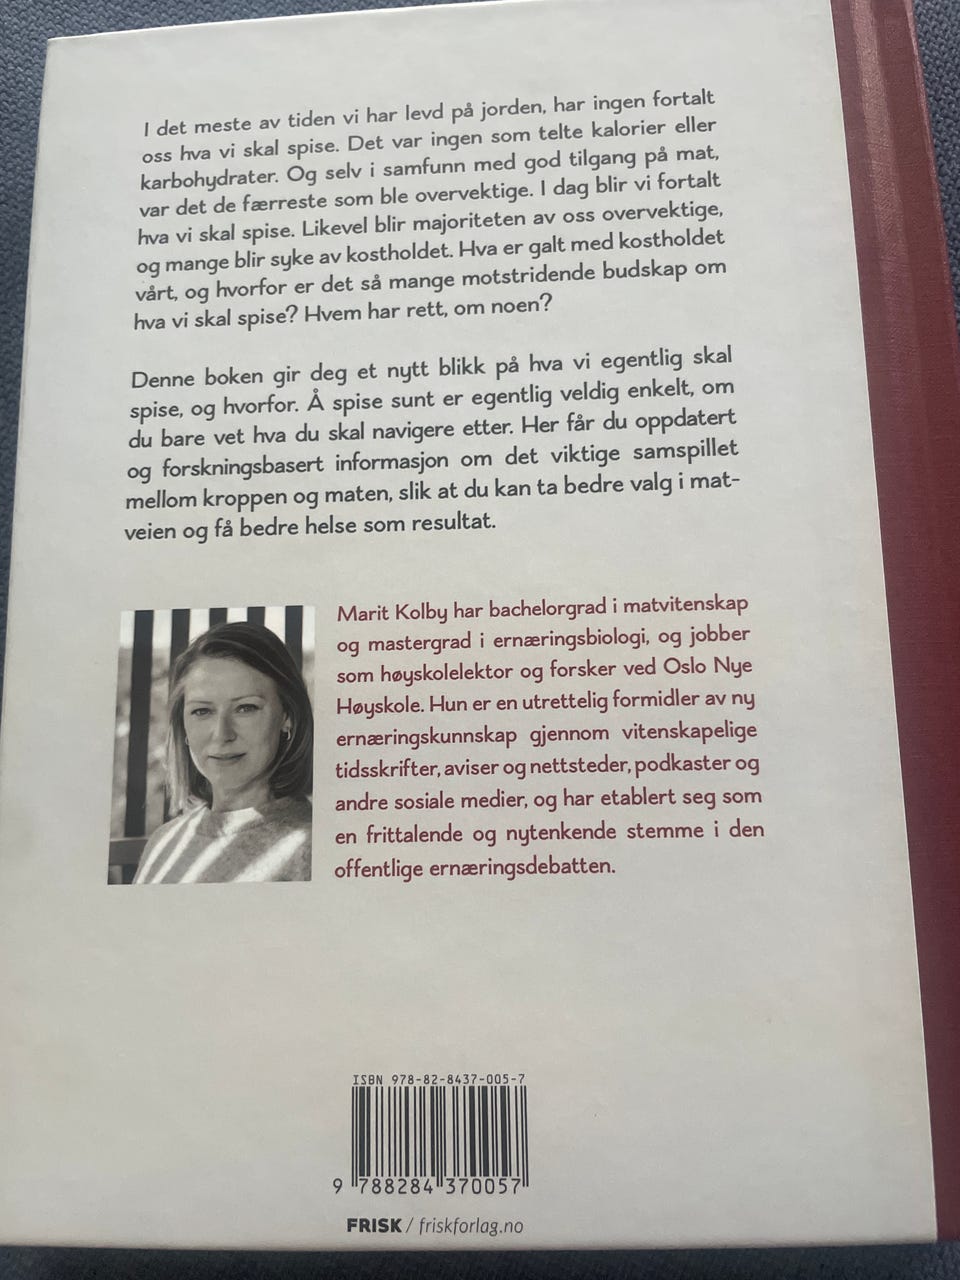 I det meste av tiden vi har levd på jorden, har ingen fortalt
oss hva vi skal spise. Det var ingen som telte kalorier eller
karbohydrater. Og selv i samfunn med god tilgang på mat,
var det de færreste som ble overvektige. I dag blir vi fortalt
hva vi skal spise. Likevel blir majoriteten av oss overvektige,
og mange blir syke av kostholdet. Hva er galt med kostholdet
vårt, og hvorfor er det så mange motstridende budskap om
hva vi skal spise? Hvem har rett, om noen?
Denne boken gir deg et nytt blikk på hva vi egentlig skal
spise, og hvorfor. Å spise sunt er egentlig veldig enkelt, om
du bare vet hva du skal navigere etter. Her får du oppdatert
og forskningsbasert informasjon om det viktige samspillet
mellom kroppen og maten, slik at du kan ta bedre valg i mat-
veien og få bedre helse som resultat.
Marit Kolby har bachelorgrad i matvitenskap
og mastergrad i ernæringsbiologi, og jobber
som høyskolelektor og forsker ved Oslo Nye
Høyskole. Hun er en utrettelig formidler av ny
ernæringskunnskap gjennom vitenskapelige
tidsskrifter, aviser og nettsteder, podkaster og
andre sosiale medier, og har etablert seg som
en frittalende og nytenkende stemme i den
offentlige ernæringsdebatten.
ISBN 978-82-8437-005-7
9 788284 370057
FRISK / friskforlag.no